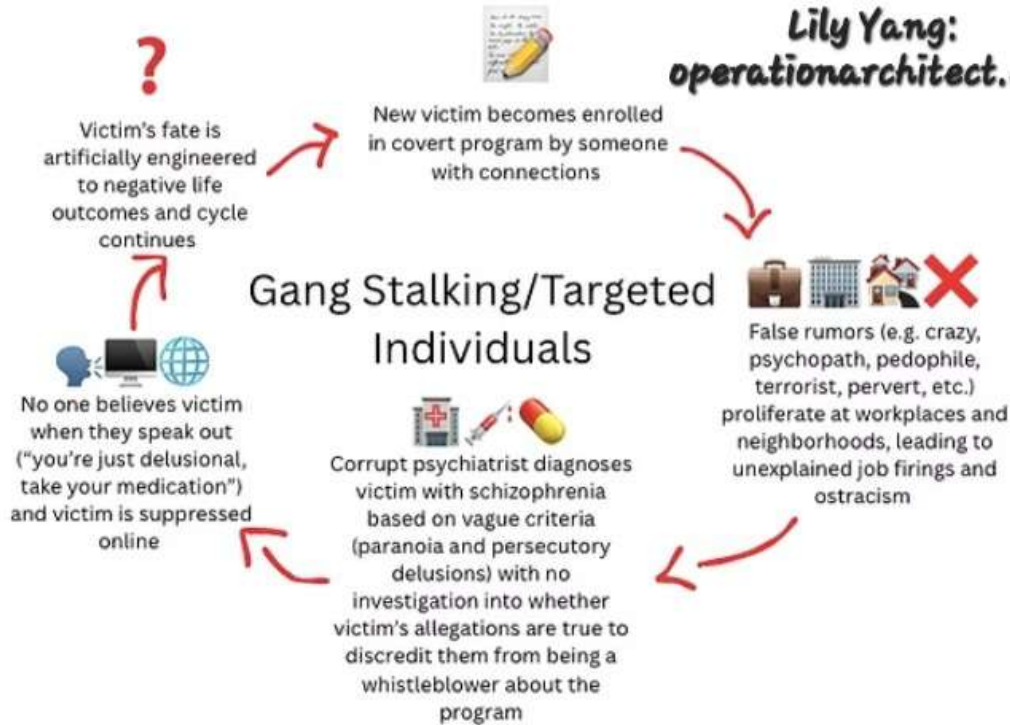 Lily Yang:
operationarchitect.
?
Victim's fate is
artificially engineered
to negative life
outcomes and cycle
continues
New victim becomes enrolled
in covert program by someone
with connections
Gang Stalking/Targeted
Individuals
False rumors (e.g. crazy,
psychopath, pedophile,
terrorist, pervert, etc.)
proliferate at workplaces and
neighborhoods, leading to
unexplained job firings and
ostracism
Corrupt psychiatrist diagnoses
victim with schizophrenia
based on vague criteria
(paranoia and persecutory
delusions) with no
investigation into whether
victim's allegations are true to
discredit them from being a
whistleblower about the
program
No one believes victim
when they speak out
("you're just delusional,
take your medication")
and victim is suppressed
online